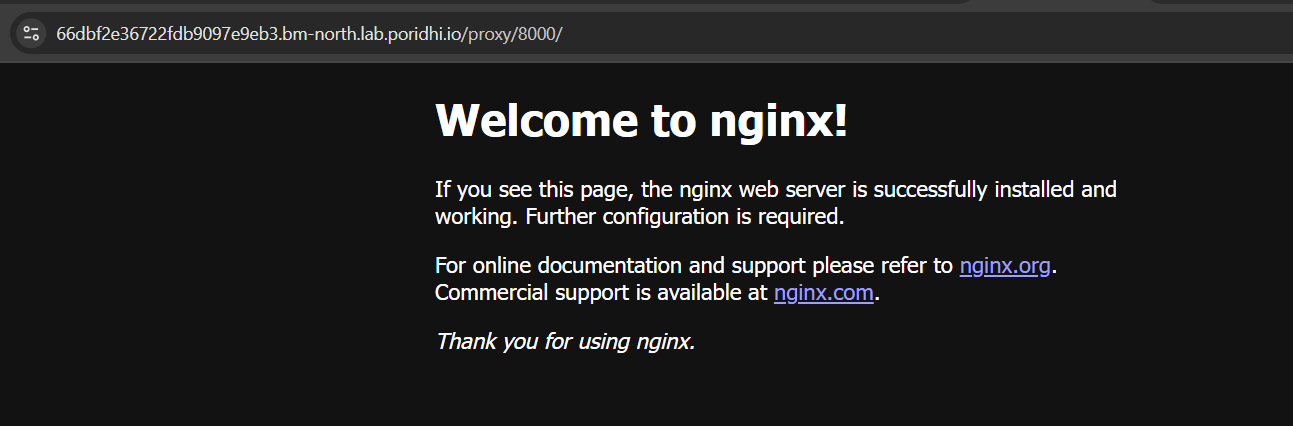 66dbf2e36722fdb9097e9eb3.bm-north.lab.poridhi.io/proxy/8000/
Welcome to nginx!
If you see this page, the nginx web server is successfully installed and
working. Further configuration is required.
For online documentation and support please refer to nginx.org.
Commercial support is available at nginx.com.
Thank you for using nginx.